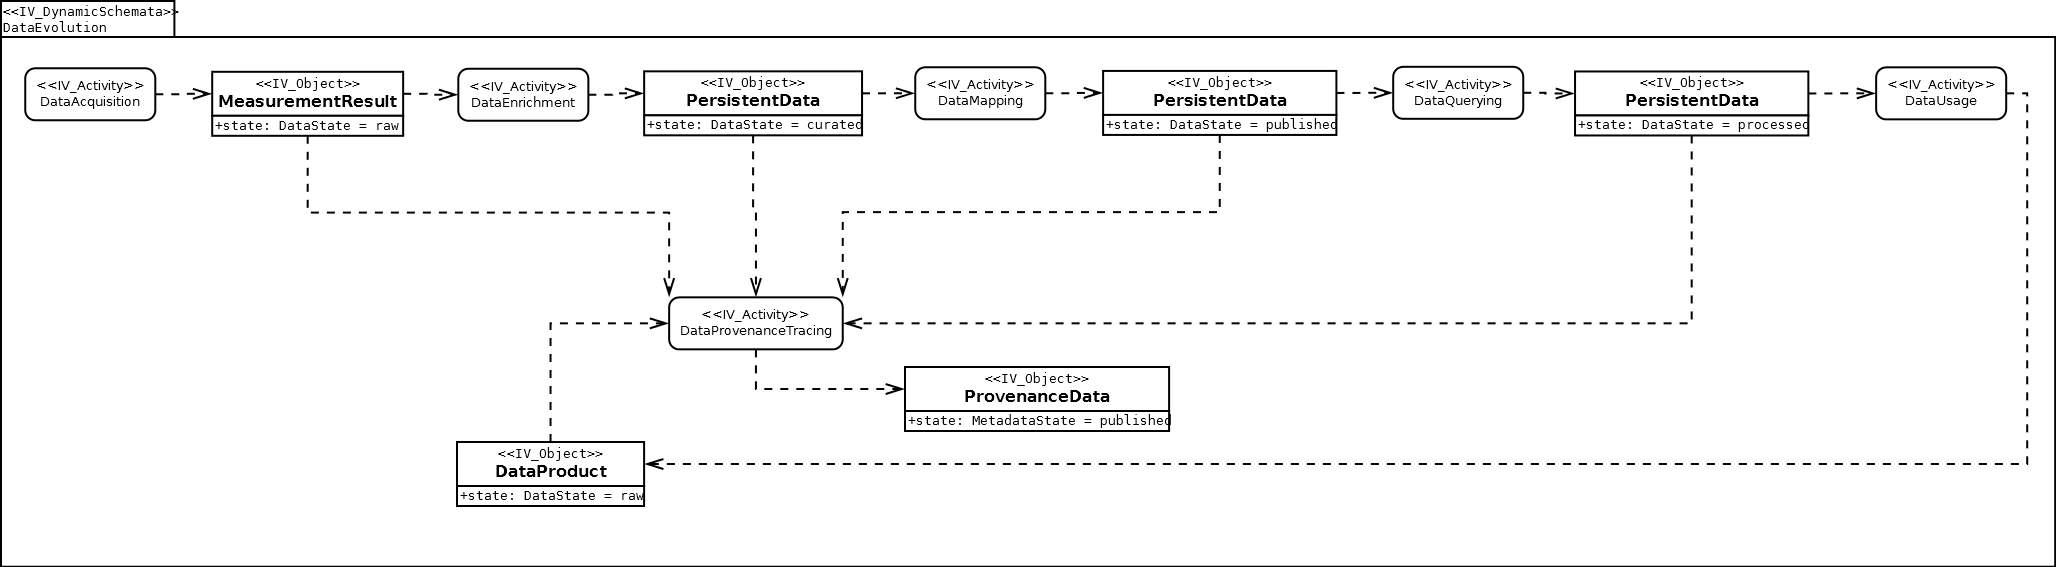 <<IV_DynamicSchemata>>
DataEvolution
<<IV_Activity>>
DataAcquisition
<<IV_Object>>
MeasurementResult
+state: DataState = raw
<<IV_Activity>>
DataEnrichment
<<IV_Object>>
PersistentData
+state: DataState = curated
<<IV_Activity>>
DataMapping
<<IV_Object>>
PersistentData
+state: DataState = published
<<IV_Activity>>
DataQuerying
<<IV_Object>>
PersistentData
+state: DataState = processed
<<IV_Activity>>
DataUsage
<<IV_Activity>>
DataProvenanceTracing
<<IV_Object>>
ProvenanceData
+state: MetadataState = published
<<IV_Object>>
DataProduct
+state: DataState = raw